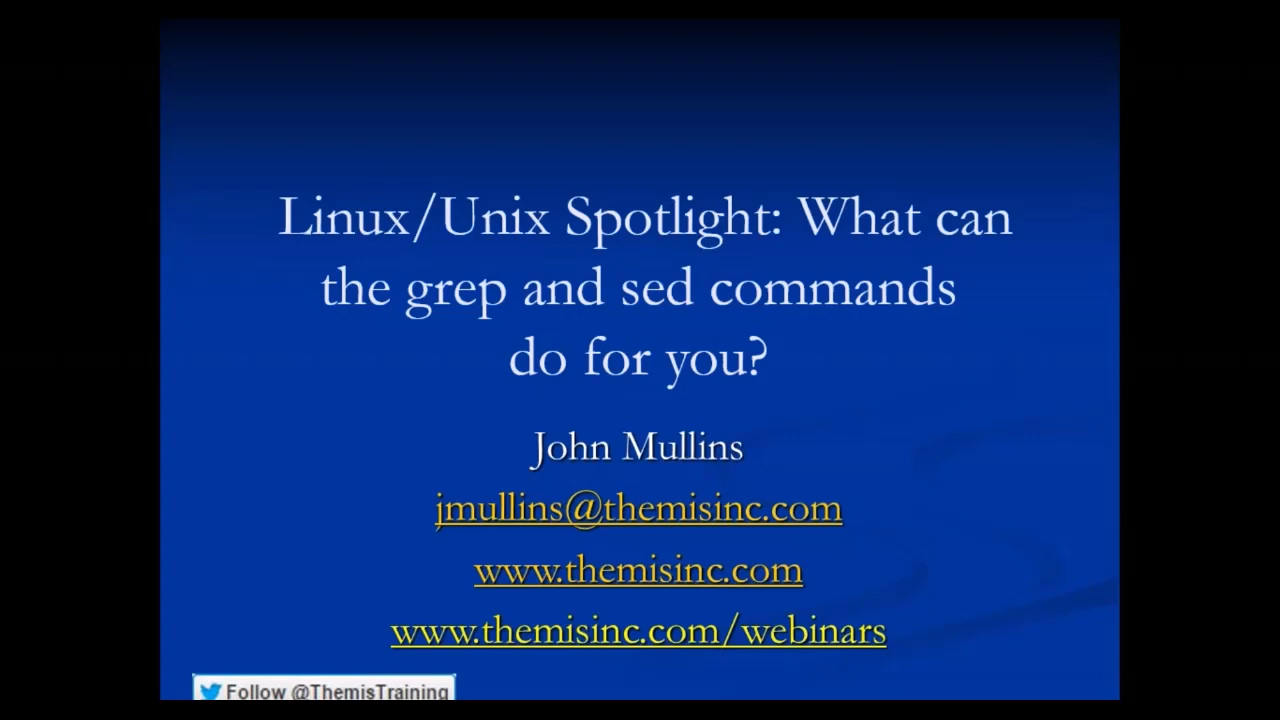 Linux/Unix Spotlight: What can
the grep and sed commands
do for you?
John Mullins
jmullins@themisinc.com
www.themisinc.com
www.themisinc.com/webinars
Follow @ThemisTraining